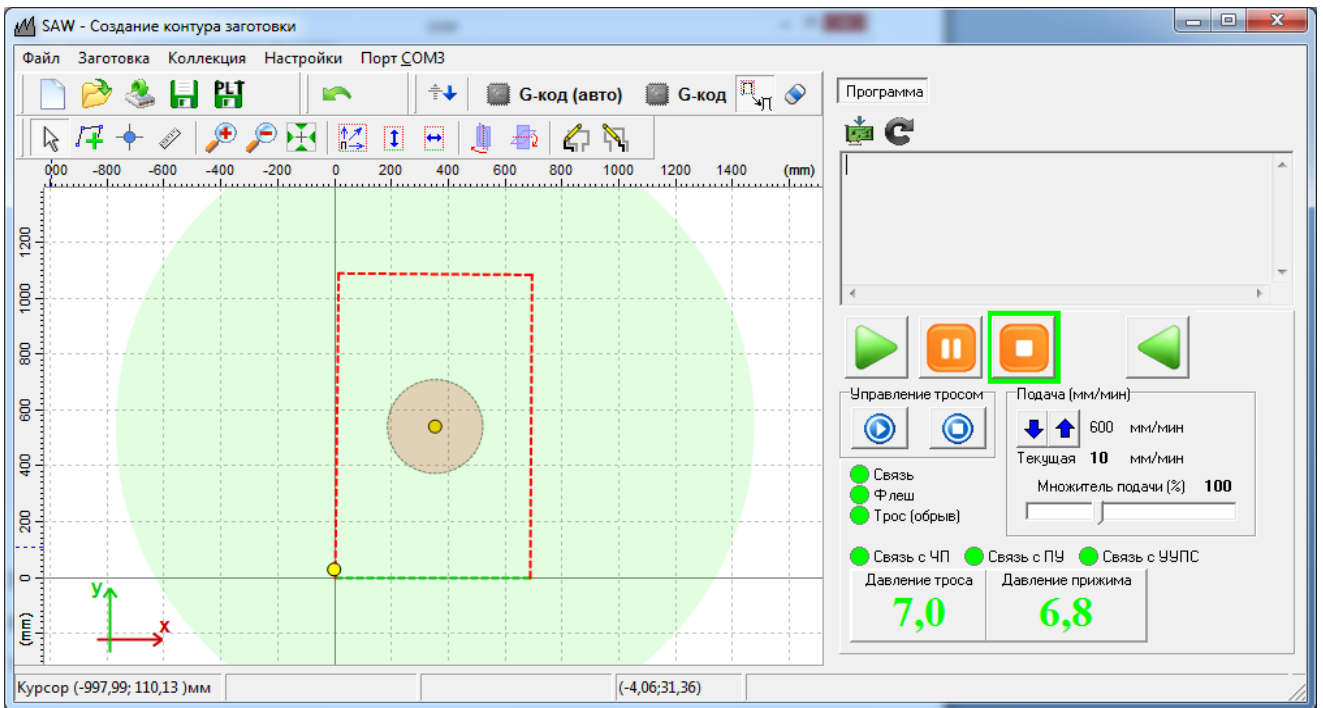 SAW - Создание контура заготовки
Файл Заготовка Коллекция Настройки Порт COM3
PLT G-код (авто) G-код П
П
000 -800 -600 -400 -200 0 200 400 600 800 1000 1200 1400 (mm)
1200
1000
800
600
400
200
0
(mm)
y
x
Курсор (-997,99; 110,13 )мм (-4,06;31,36)
Программа
Управление тросом
Подача (мм/мин)
600 мм/мин
Текущая 10 мм/мин
Множитель подачи (%) 100
Связь
Флеш
Трос (обрыв)
Связь с ЧП Связь с ПУ Связь с УУПС
Давление троса Давление прижима
7,0 6,8